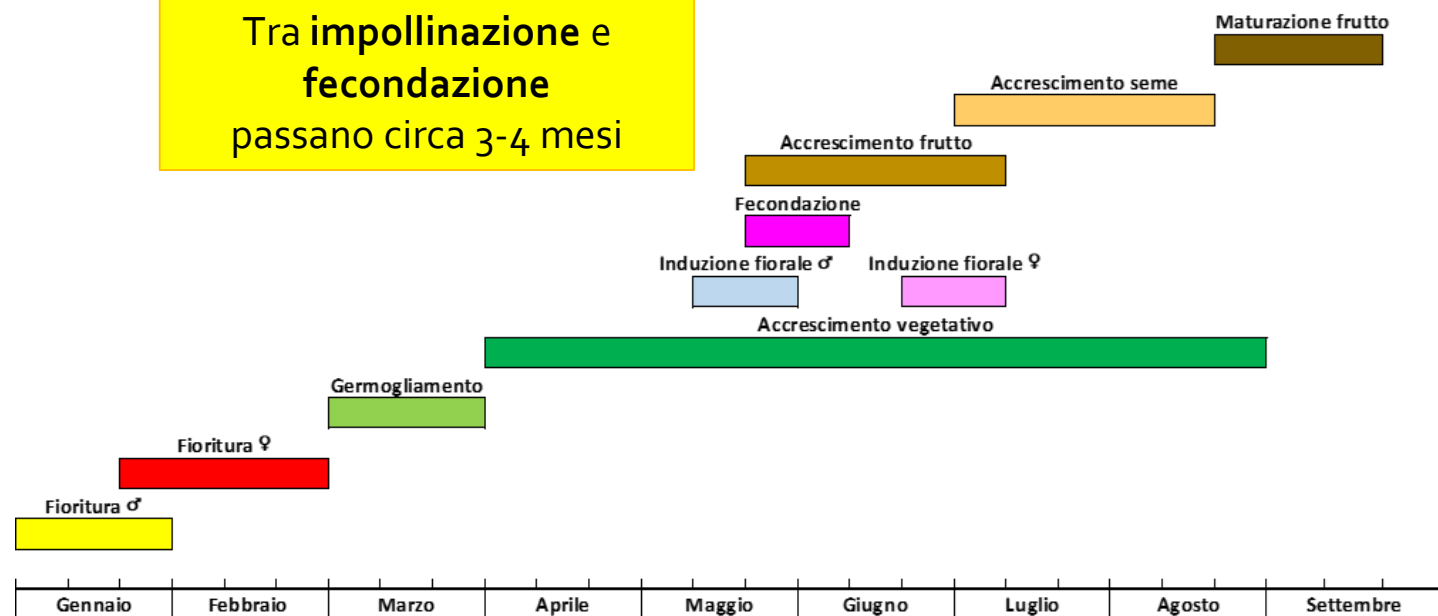 Tra impollinazione e
fecondazione
passano circa 3-4 mesi
Maturazione frutto
Accrescimento seme
Accrescimento frutto
Fecondazione
Induzione fiorale ♂ Induzione fiorale ♀
Accrescimento vegetativo
Germogliamento
Fioritura ♀
Fioritura ♂
Gennaio Febbraio Marzo Aprile Maggio Giugno Luglio Agosto Settembre